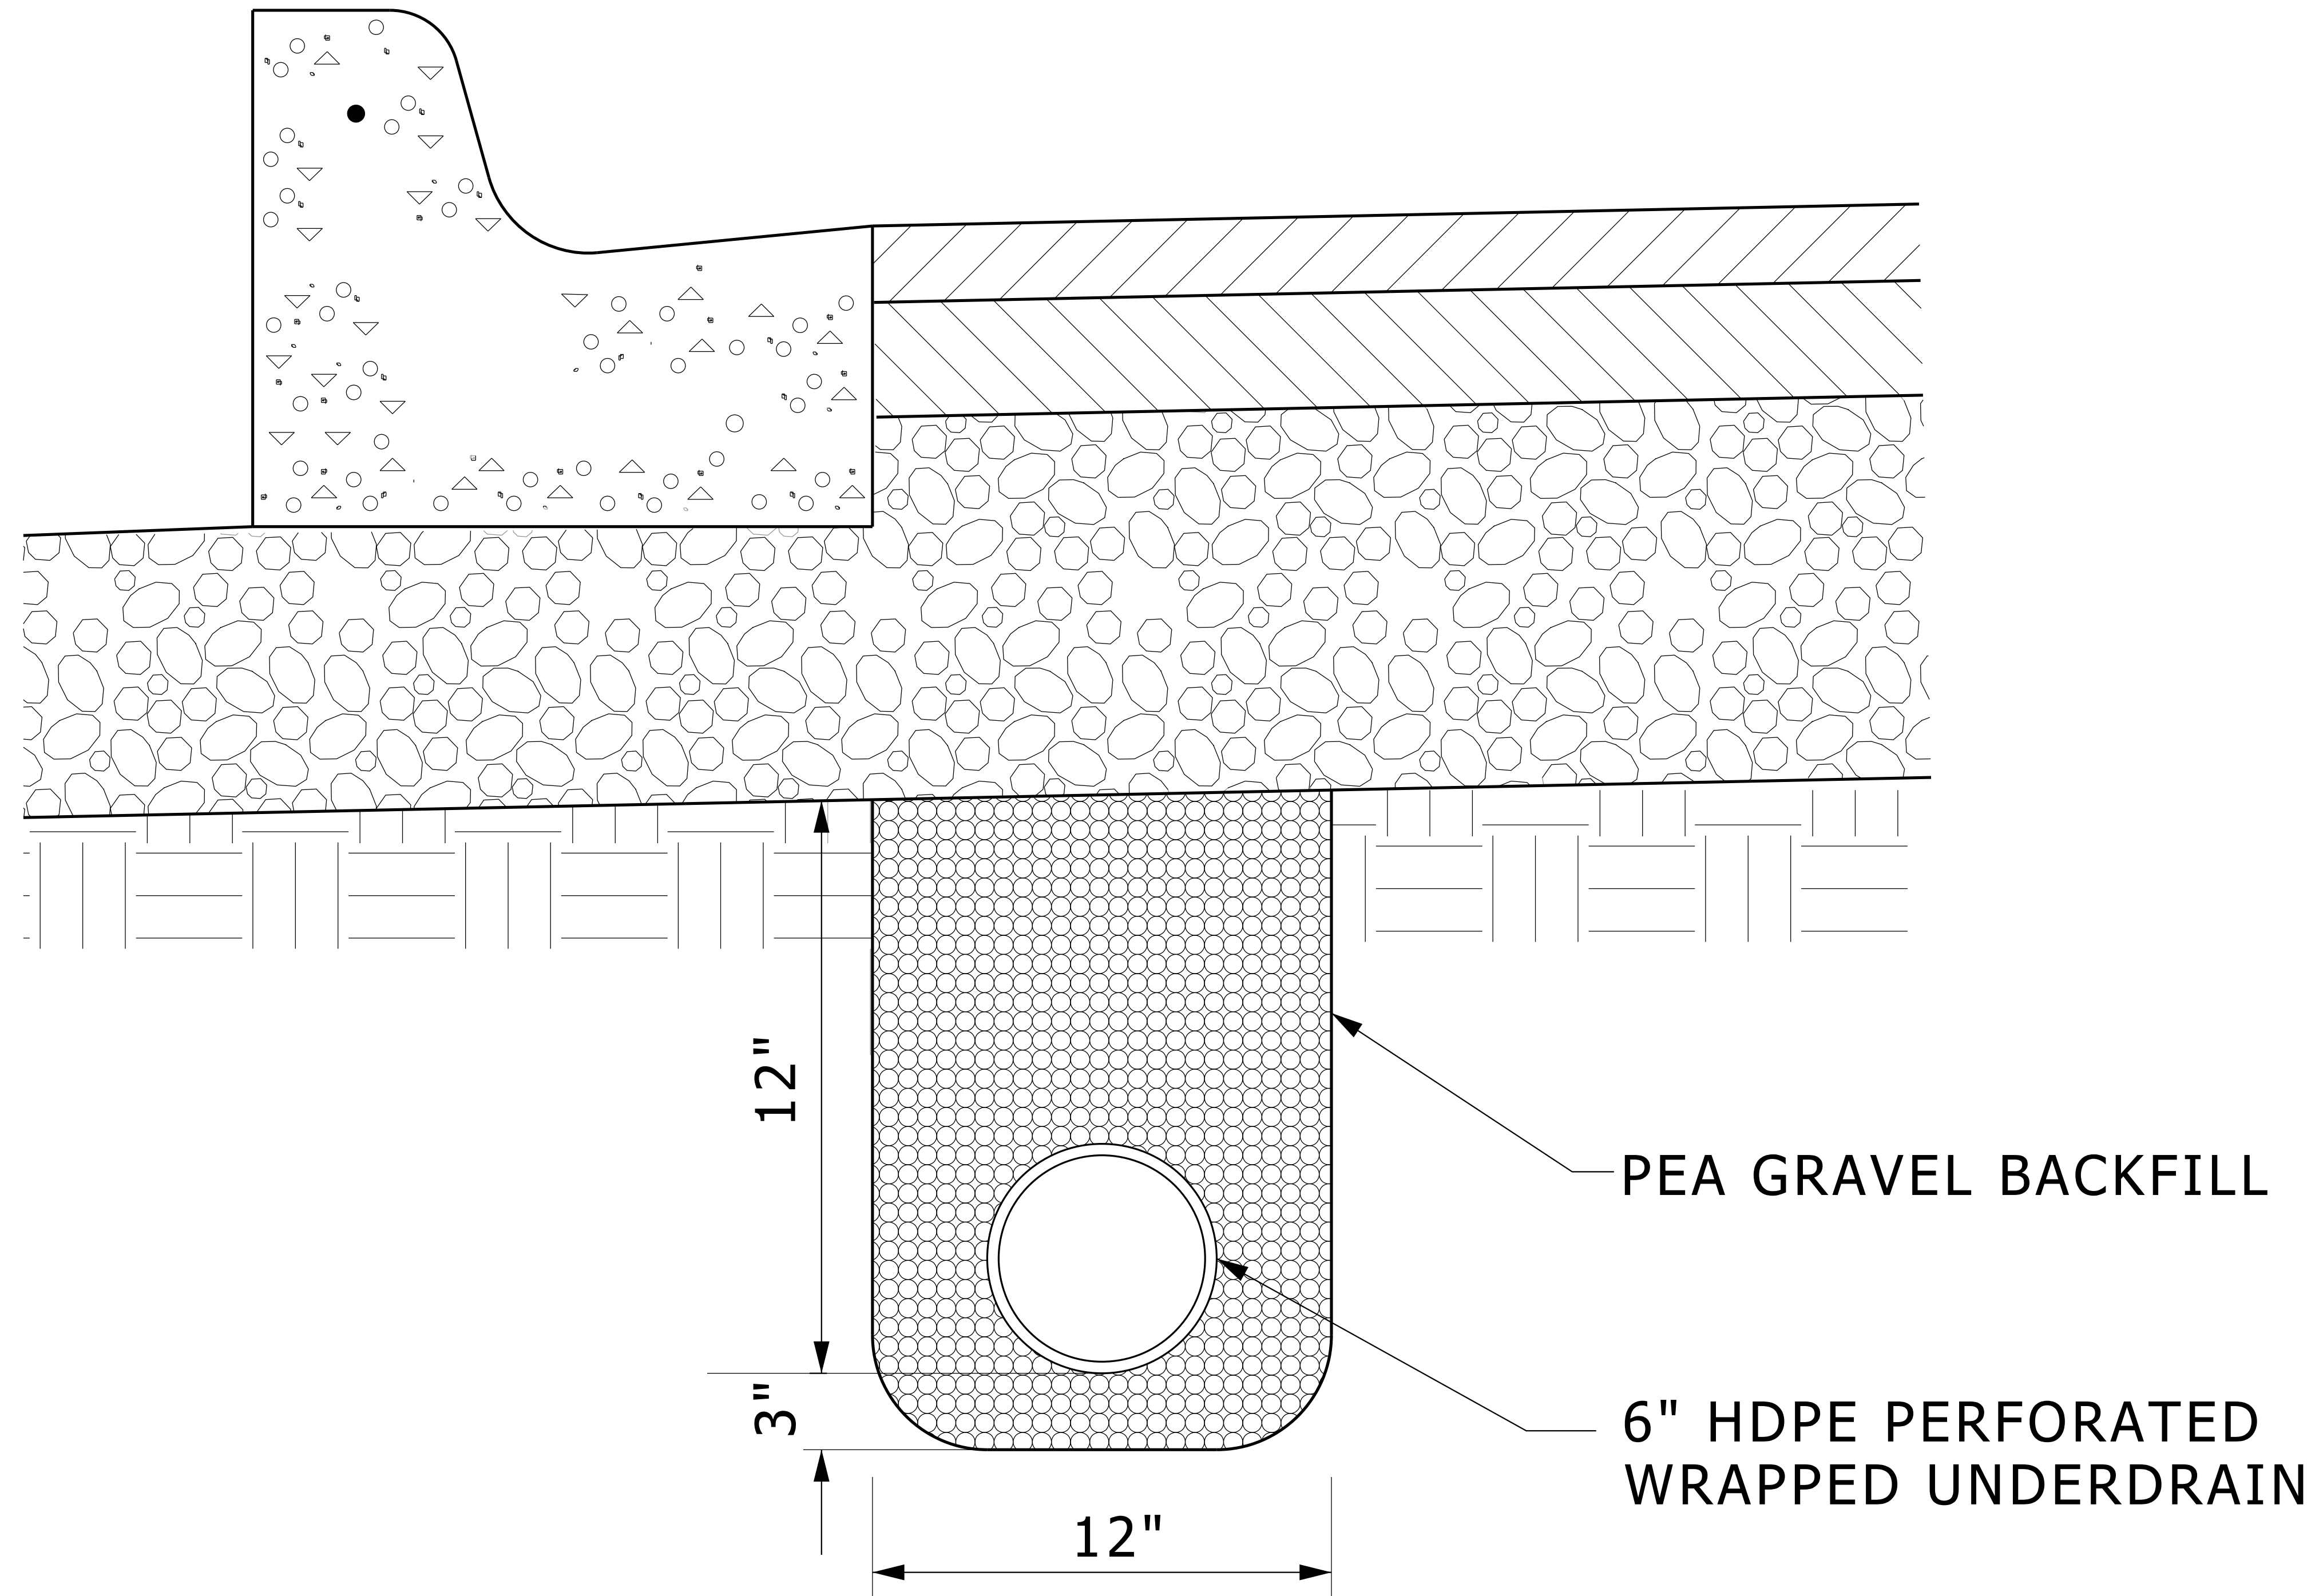 12"
PEA GRAVEL BACKFILL
3"
6" HDPE PERFORATED
WRAPPED UNDERDRAIN
12"